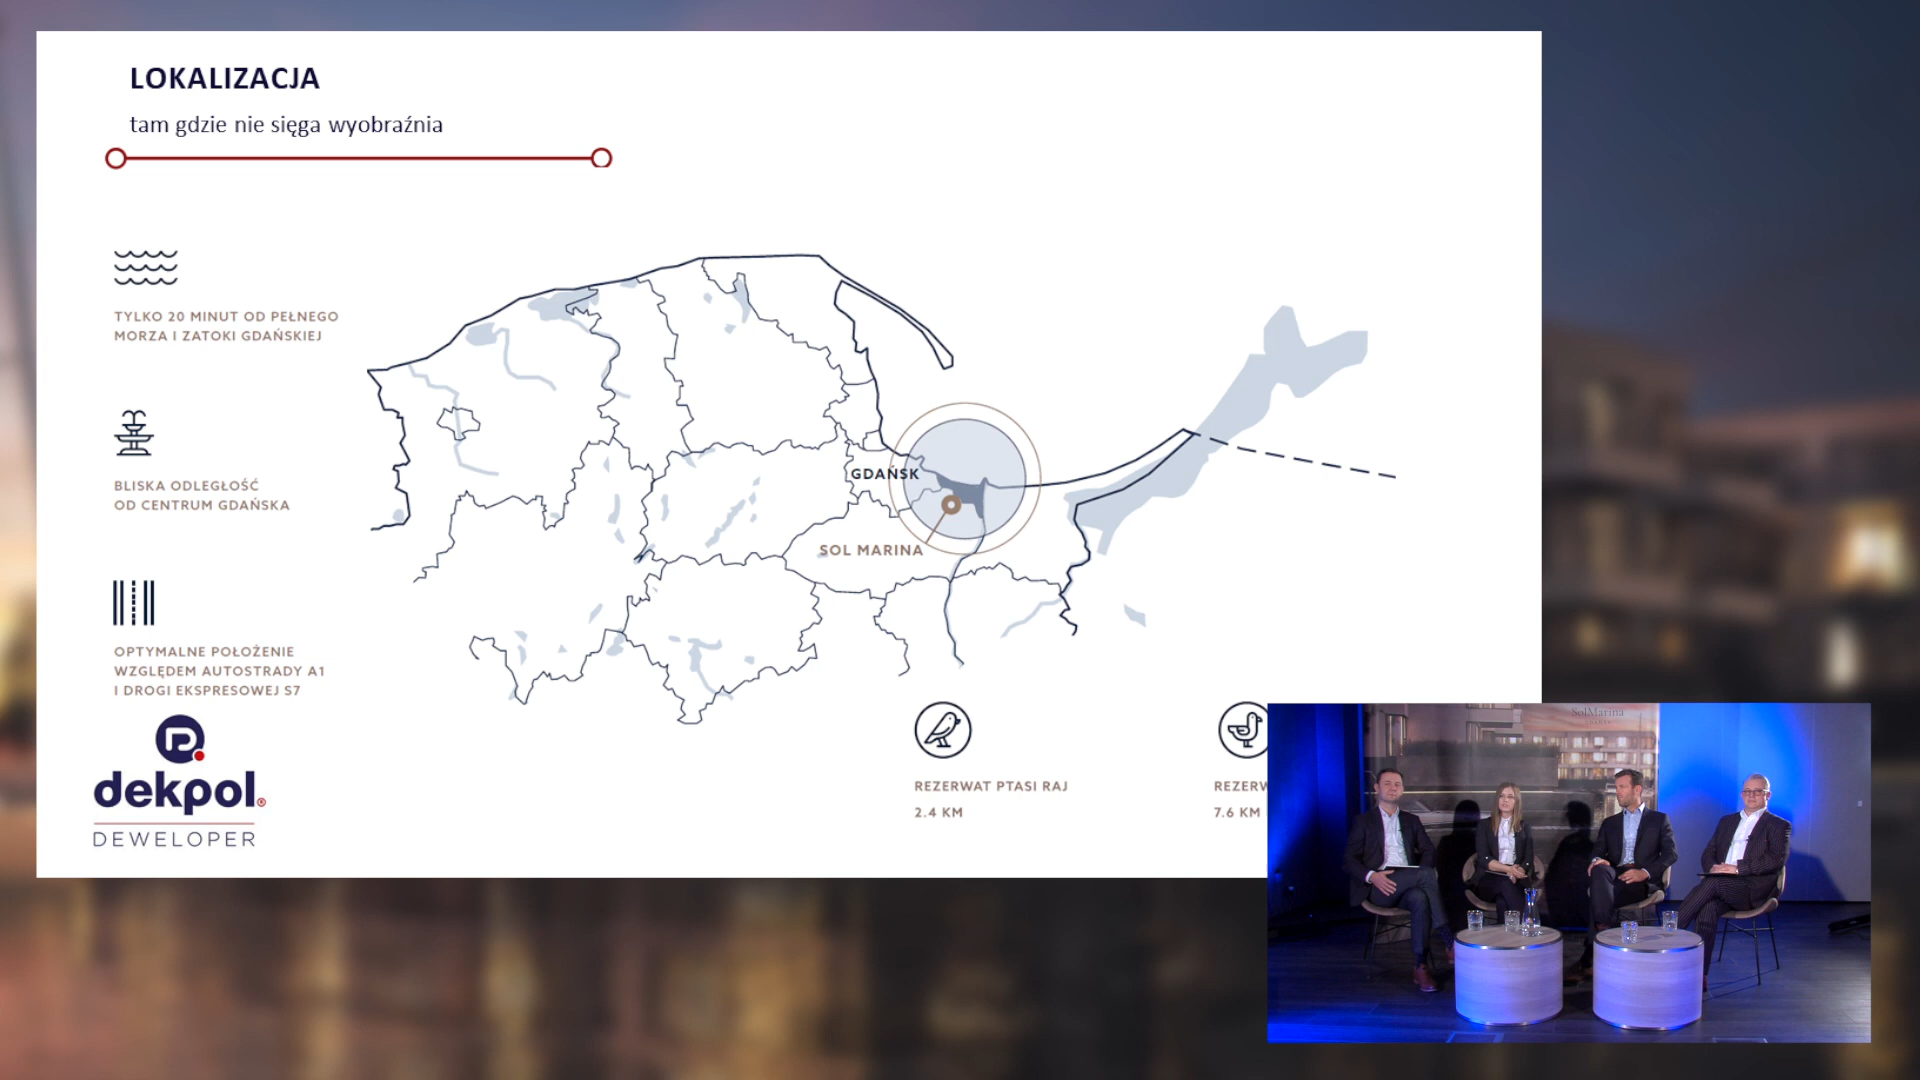 LOKALIZACJA
tam gdzie nie sięga wyobraźnia
TYLKO 20 MINUT OD PEŁNEGO
MORZA I ZATOKI GDAŃSKIEJ
BLISKA ODLEGŁOŚĆ
OD CENTRUM GDAŃSKA
OPTYMALNE POŁOŻENIE
WZGLĘDEM AUTOSTRADY A1
I DROGI EKSPRESOWEJ S7
GDAŃSK
SOL MARINA
REZERWAT PTASI RAJ
2.4 KM
REZERW
7.6 KM
dekpol®
DEWELOPER
SolMarina